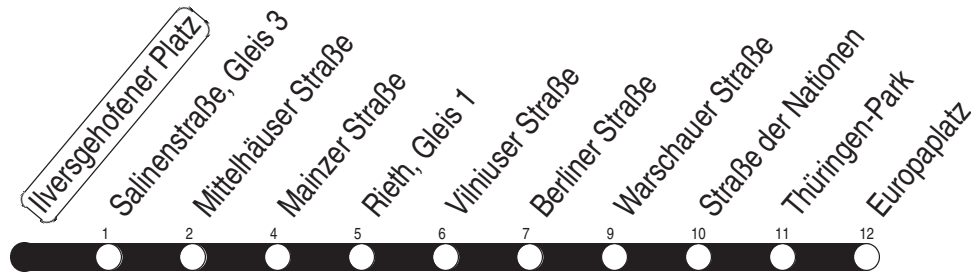 Ilversgehofener Platz
Salinenstraße, Gleis 3
Mittelhäuser Straße
Mainzer Straße
Rieth, Gleis 1
Vilniuser Straße
Berliner Straße
Warschauer Straße
Straße der Nationen
Thüringen-Park
Europaplatz
1 2 4 5 6 7 9 10 11 12